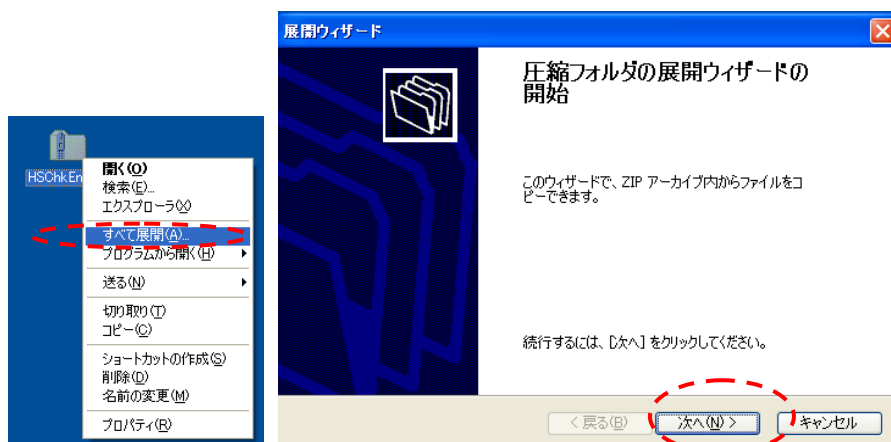 HSChkEn
開く(O)
検索(E)...
エクスプローラ(X)
すべて展開(A)...
プログラムから開く(H)
送る(N)
切り取り(T)
コピー(C)
ショートカットの作成(S)
削除(D)
名前の変更(M)
プロパティ(R)
展開ウィザード
圧縮フォルダの展開ウィザードの
開始
このウィザードで、ZIP アーカイブ内からファイルをコ
ピーできます。
続行するには、[次へ] をクリックしてください。
< 戻る(B)
次へ(N) >
キャンセル